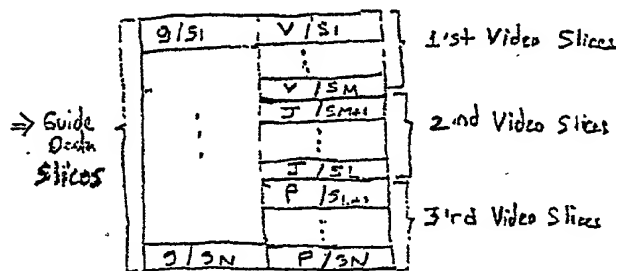 g/S1 V/S1
1'st Video Slices
V/SM
J/SM+1
⇒ Guide Data Slices
2'nd Video Slices
J/SL
P/SL+1
3'rd Video Slices
g/SN P/SN